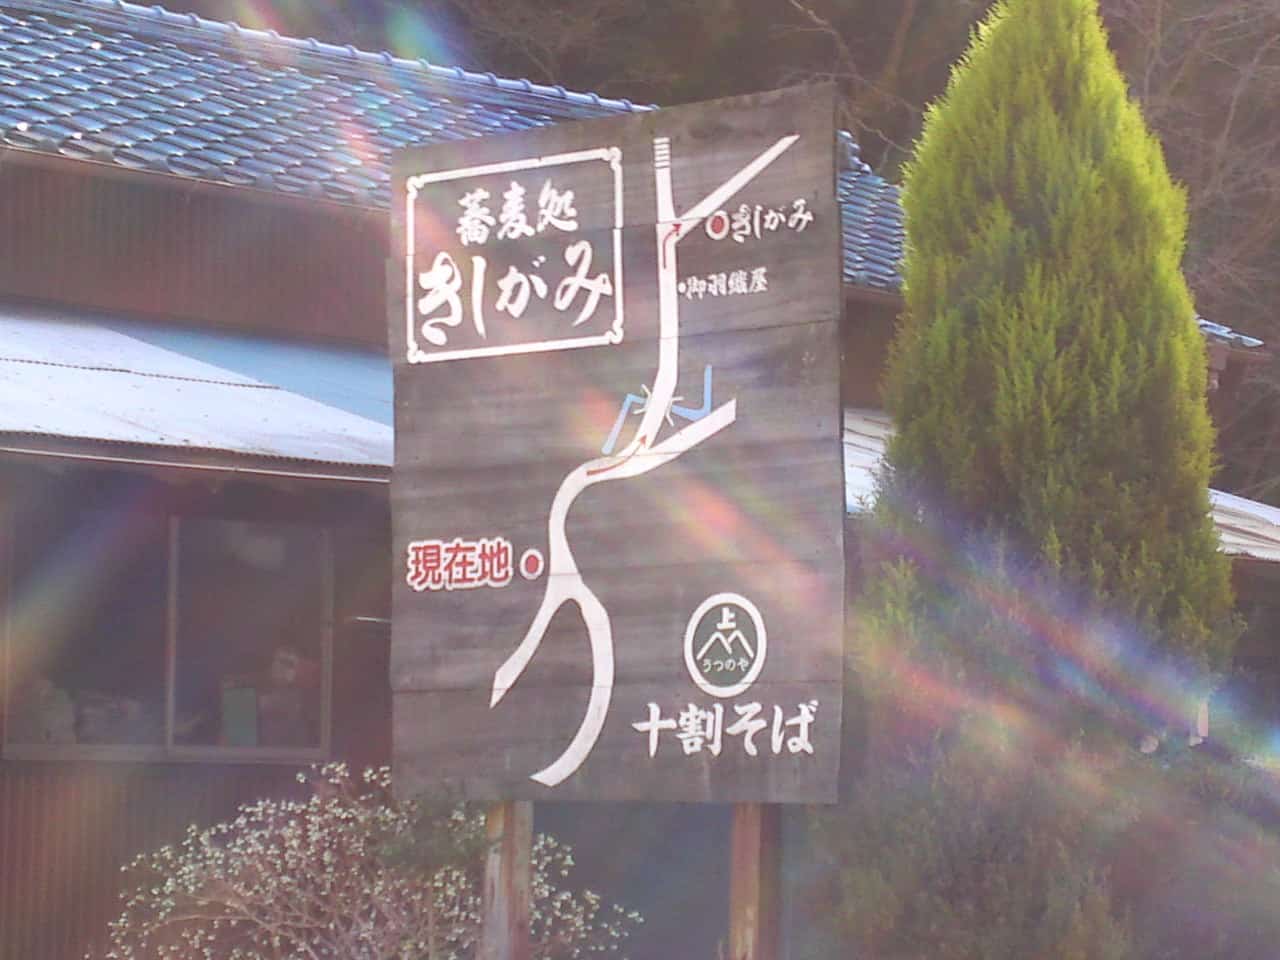 蕎麦処
きしがみ
きしがみ
御羽織屋
現在地
上
うつのや
十割そば